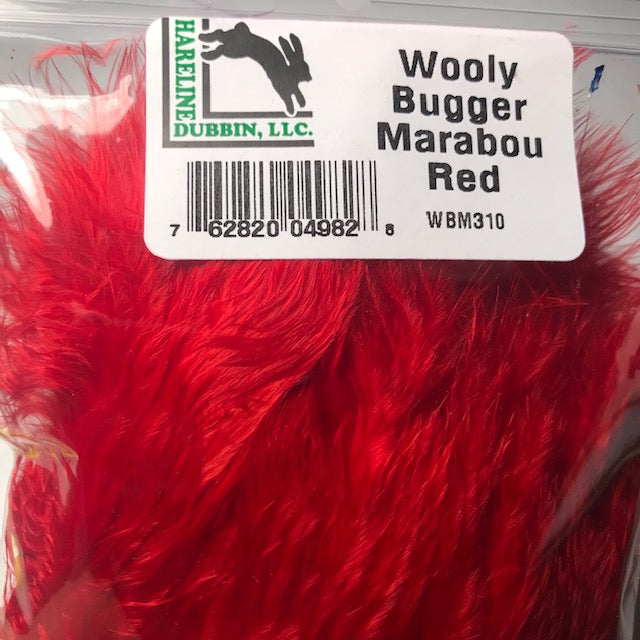 HARELINE
DUBBIN, LLC.
Wooly
Bugger
Marabou
Red
WBM310
7 62820 04982 8